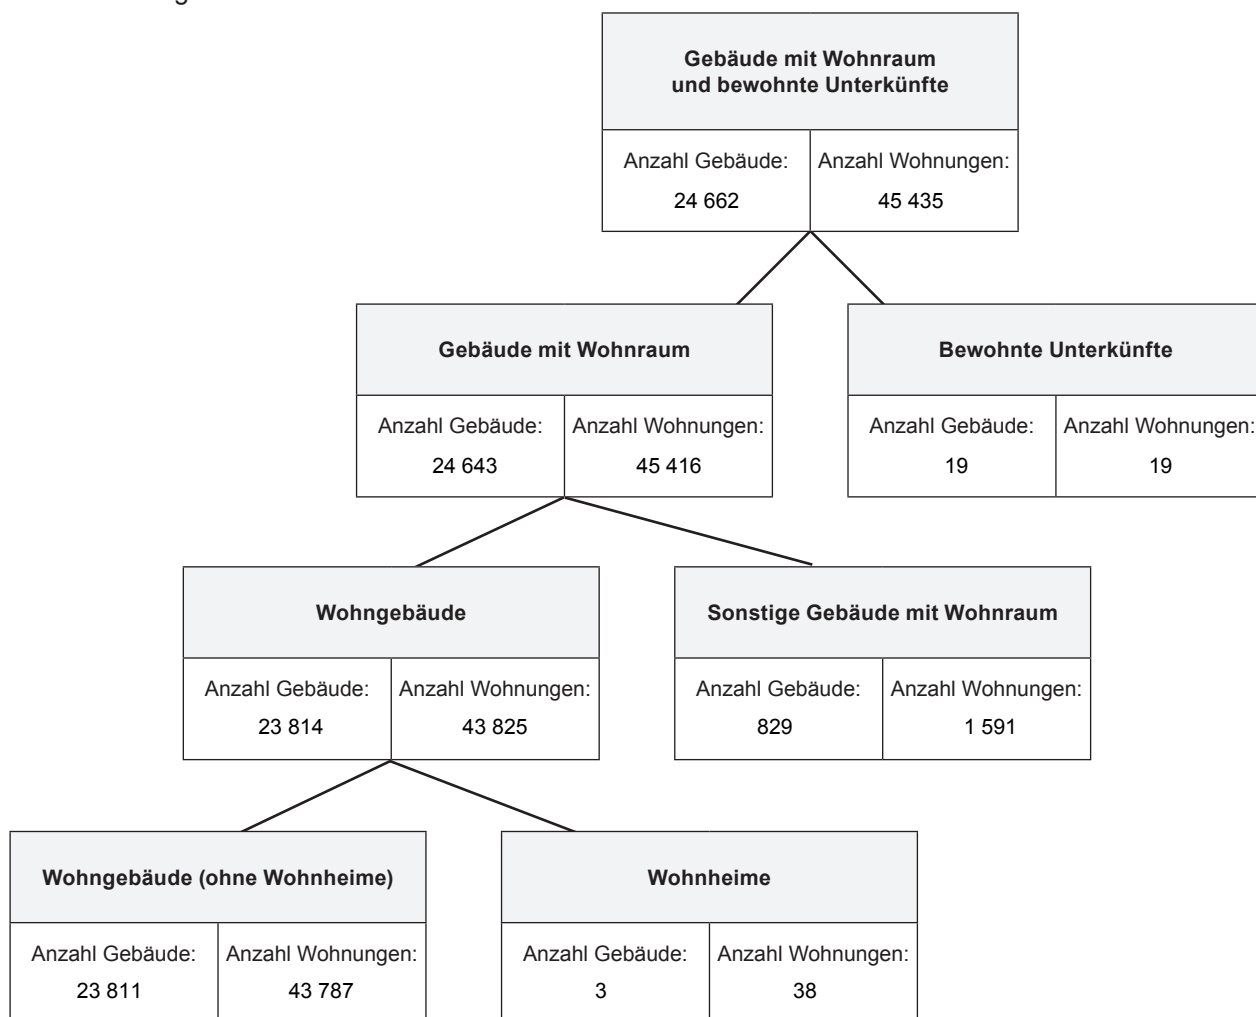 Gebäude mit Wohnraum
und bewohnte Unterkünfte
Anzahl Gebäude: Anzahl Wohnungen:
24 662 45 435
Gebäude mit Wohnraum
Anzahl Gebäude: Anzahl Wohnungen:
24 643 45 416
Bewohnte Unterkünfte
Anzahl Gebäude: Anzahl Wohnungen:
19 19
Wohngebäude
Anzahl Gebäude: Anzahl Wohnungen:
23 814 43 825
Sonstige Gebäude mit Wohnraum
Anzahl Gebäude: Anzahl Wohnungen:
829 1 591
Wohngebäude (ohne Wohnheime)
Anzahl Gebäude: Anzahl Wohnungen:
23 811 43 787
Wohnheime
Anzahl Gebäude: Anzahl Wohnungen:
3 38